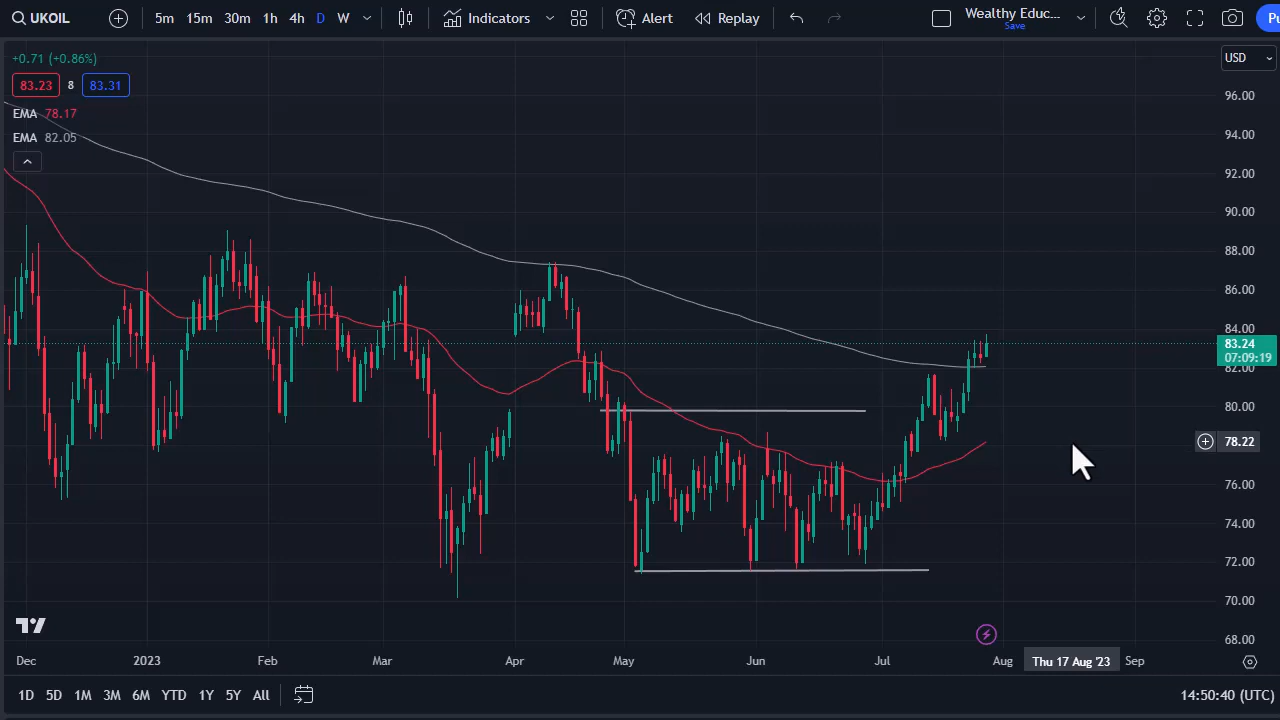 UKOIL 5m 15m 30m 1h 4h D W Indicators Alert Replay Wealthy Educ... Save Pu
+0.71 (+0.86%)
83.23 8 83.31
EMA 78.17
EMA 82.05
USD
96.00
94.00
92.00
90.00
88.00
86.00
84.00
83.24
07:09:19
82.00
80.00
78.22
76.00
74.00
72.00
70.00
68.00
Dec 2023 Feb Mar Apr May Jun Jul Aug Thu 17 Aug '23 Sep
1D 5D 1M 3M 6M YTD 1Y 5Y All 14:50:40 (UTC)